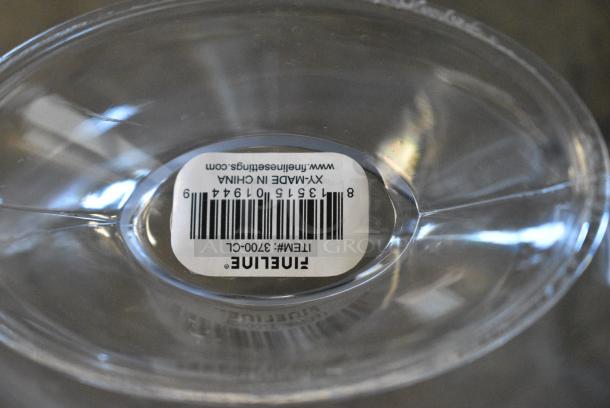 FINELINE®
ITEM#: 3700-CL
8 13515 01944 9
XY-MADE IN CHINA
www.finelinesettings.com